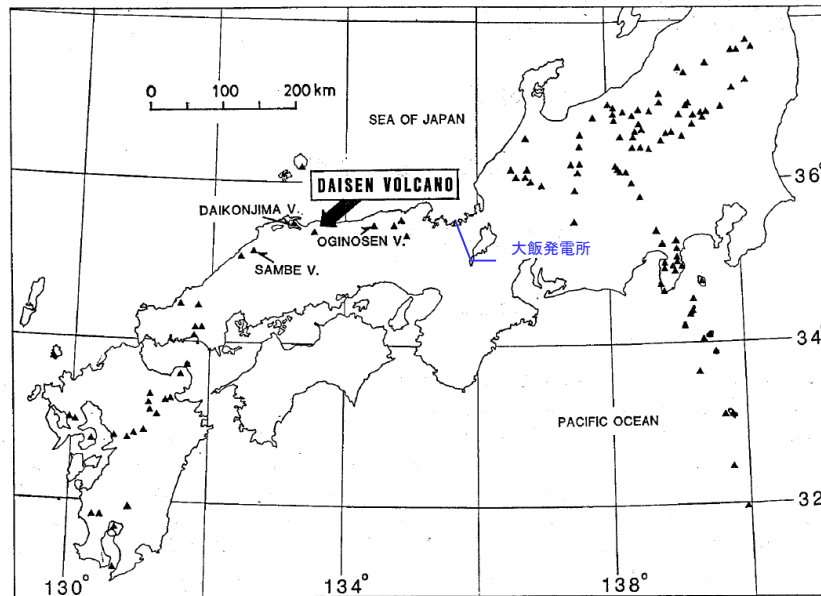 0 100 200 km
SEA OF JAPAN
DAISEN VOLCANO
36°
DAIKONJIMA V.
OGINOSEN V.
大飯発電所
SAMBE V.
34
PACIFIC OCEAN
32
130° 134° 138°